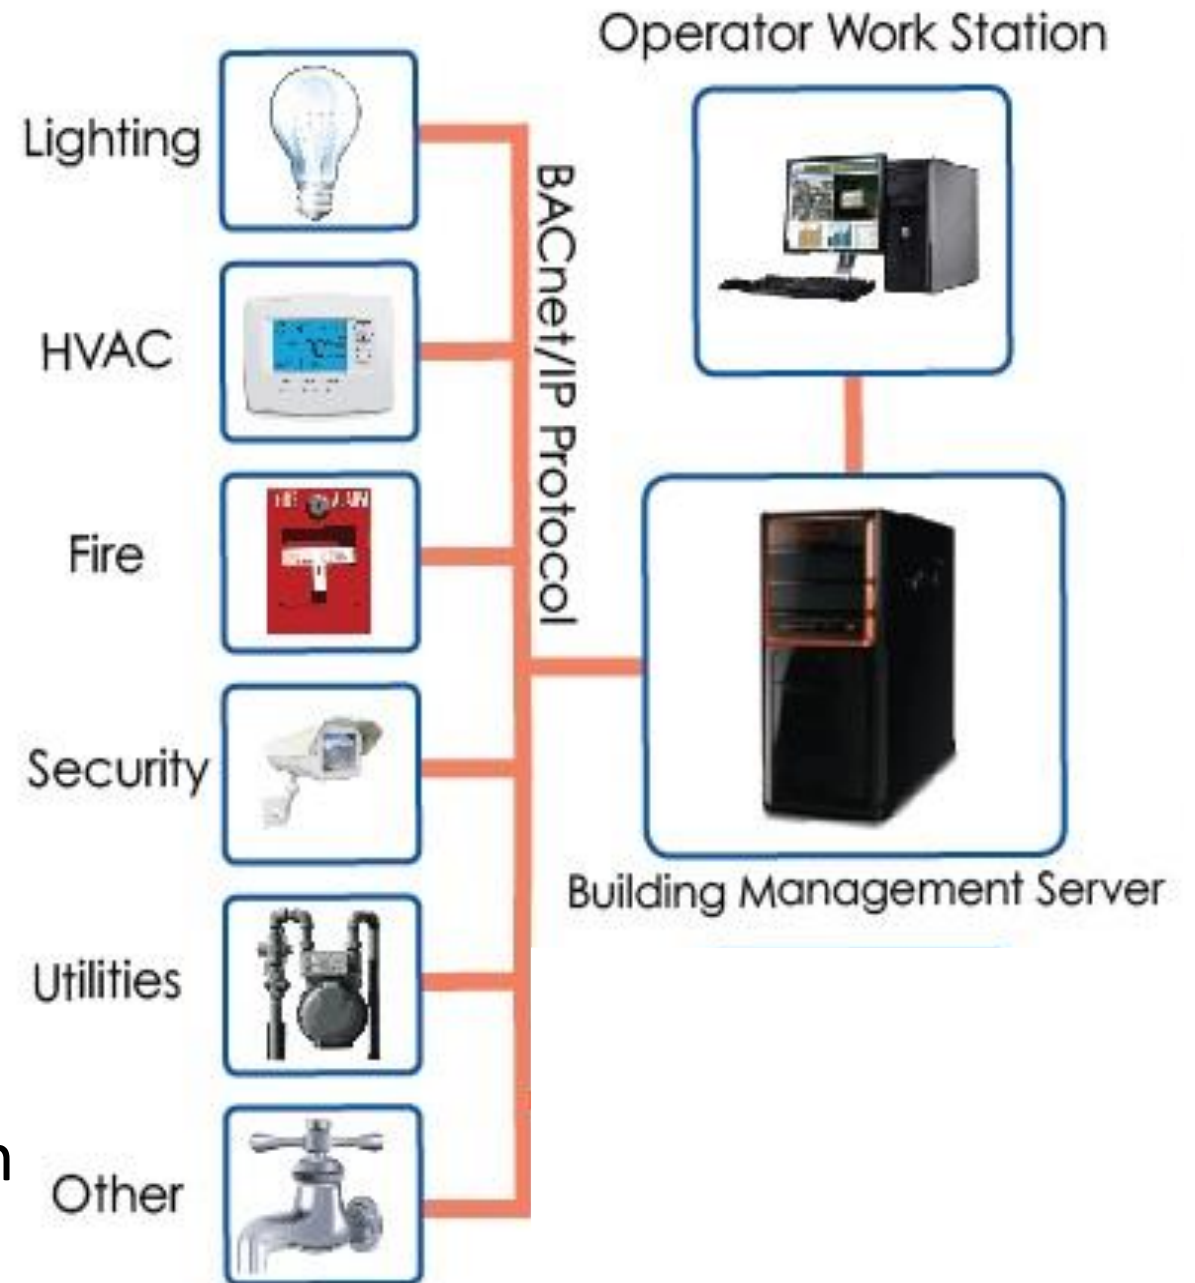 Operator Work Station
Lighting
HVAC
Fire
Security
Utilities
Other
BACnet/IP Protocol
Building Management Server
n